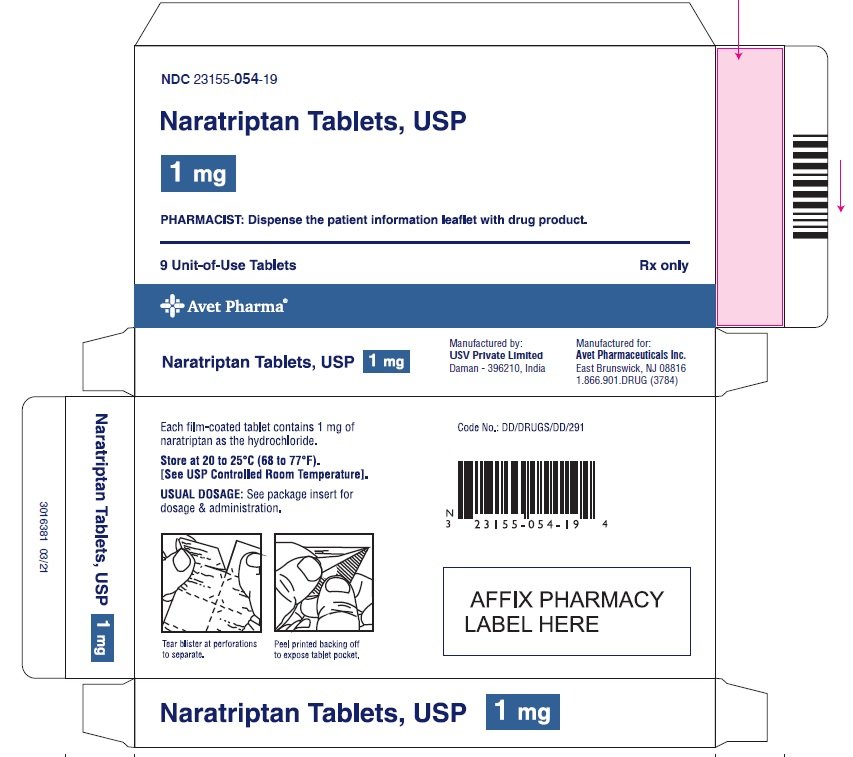 NDC 23155-054-19
Naratriptan Tablets, USP
1 mg
PHARMACIST: Dispense the patient information leaflet with drug product.
9 Unit-of-Use Tablets
Rx only
Avet Pharma®
Naratriptan Tablets, USP 1 mg
Manufactured by:
USV Private Limited
Daman - 396210, India
Manufactured for:
Avet Pharmaceuticals Inc.
East Brunswick, NJ 08816
1.866.901.DRUG (3784)
3016381 03/21
Naratriptan Tablets, USP 1 mg
Each film-coated tablet contains 1 mg of
naratriptan as the hydrochloride.
Store at 20 to 25°C (68 to 77°F).
[See USP Controlled Room Temperature].
USUAL DOSAGE: See package insert for
dosage & administration.
Tear blister at perforations
to separate.
Peel printed backing off
to expose tablet pocket.
Code No.: DD/DRUGS/DD/291
N
3 23155-054-19 4
AFFIX PHARMACY
LABEL HERE
Naratriptan Tablets, USP 1 mg